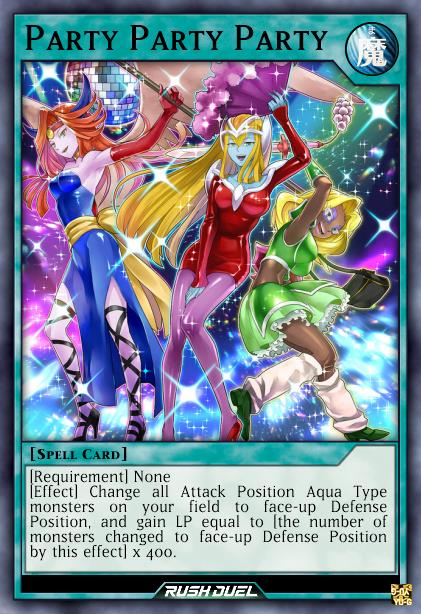 Party Party Party
ま
魔
[Spell Card]
[Requirement] None
[Effect] Change all Attack Position Aqua Type
monsters on your field to face-up Defense
Position, and gain LP equal to [the number of
monsters changed to face-up Defense Position
by this effect] x 400.
RUSH DUEL